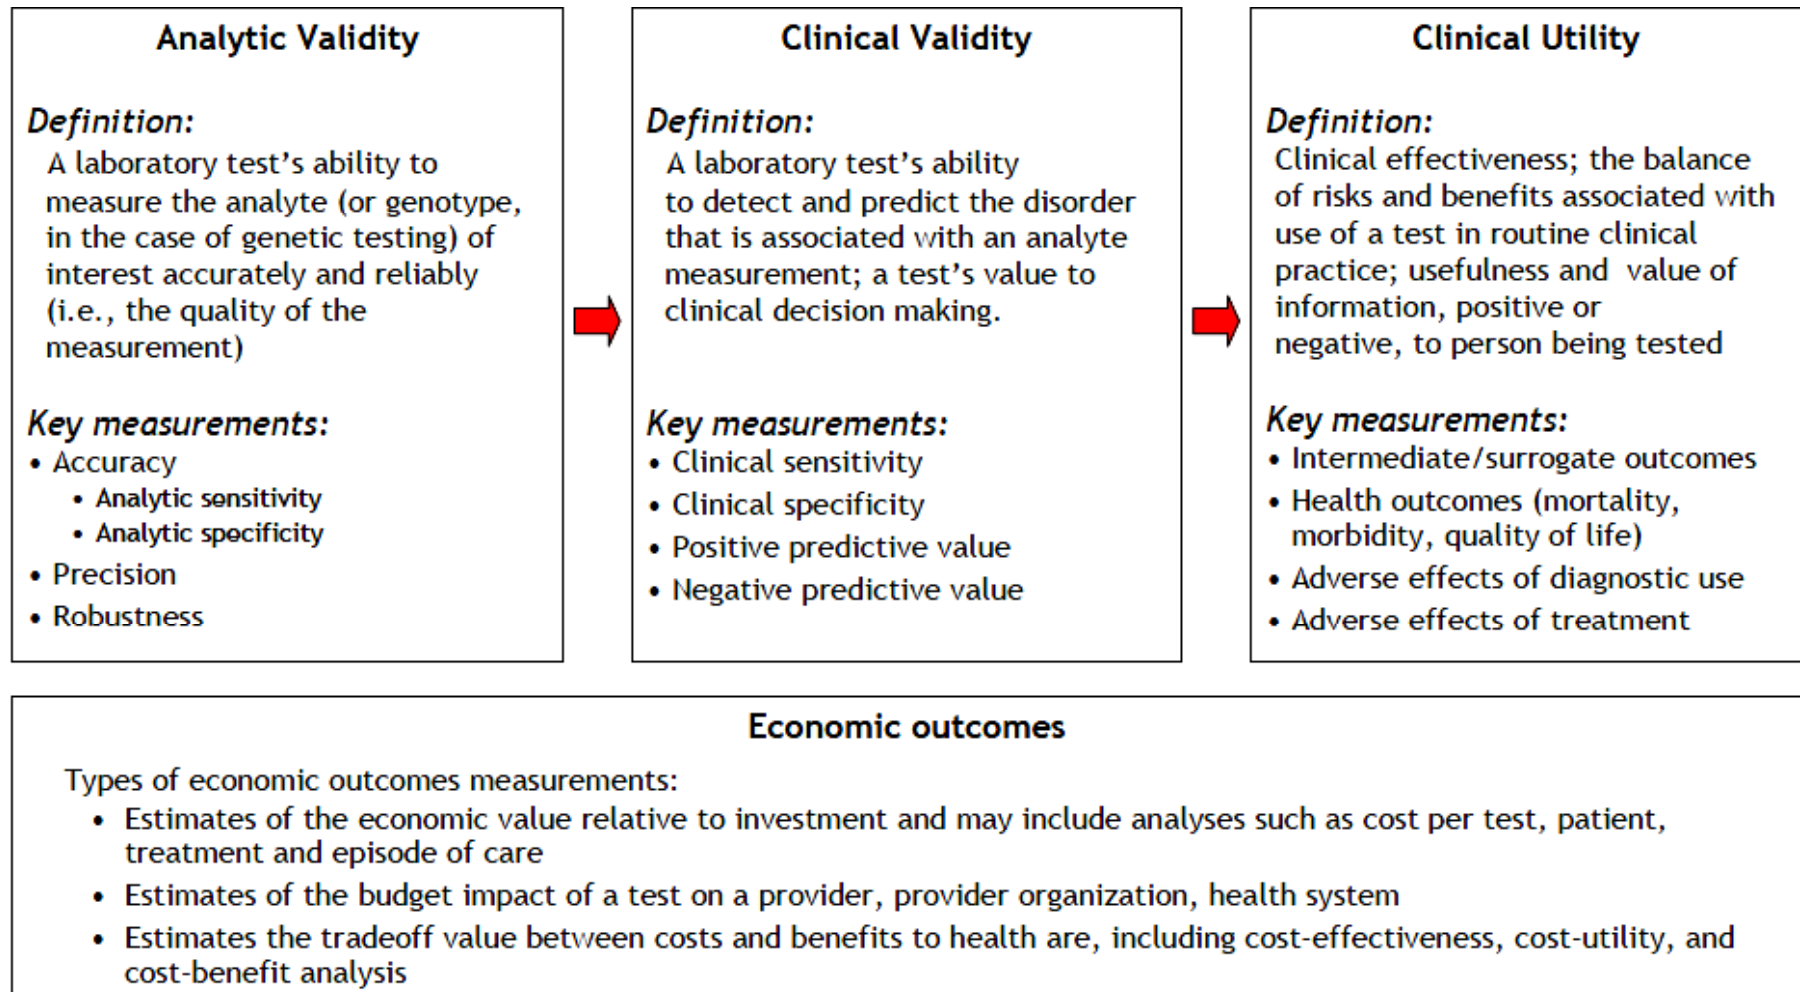 Analytic Validity
Definition:
A laboratory test's ability to
measure the analyte (or genotype,
in the case of genetic testing) of
interest accurately and reliably
(i.e., the quality of the
measurement)
Key measurements:
• Accuracy
• Analytic sensitivity
• Analytic specificity
• Precision
• Robustness
Clinical Validity
Definition:
A laboratory test's ability
to detect and predict the disorder
that is associated with an analyte
measurement; a test's value to
clinical decision making.
Key measurements:
• Clinical sensitivity
• Clinical specificity
• Positive predictive value
• Negative predictive value
Clinical Utility
Definition:
Clinical effectiveness; the balance
of risks and benefits associated with
use of a test in routine clinical
practice; usefulness and value of
information, positive or
negative, to person being tested
Key measurements:
• Intermediate/surrogate outcomes
• Health outcomes (mortality,
morbidity, quality of life)
• Adverse effects of diagnostic use
• Adverse effects of treatment
Economic outcomes
Types of economic outcomes measurements:
• Estimates of the economic value relative to investment and may include analyses such as cost per test, patient,
treatment and episode of care
• Estimates of the budget impact of a test on a provider, provider organization, health system
• Estimates the tradeoff value between costs and benefits to health are, including cost-effectiveness, cost-utility, and
cost-benefit analysis